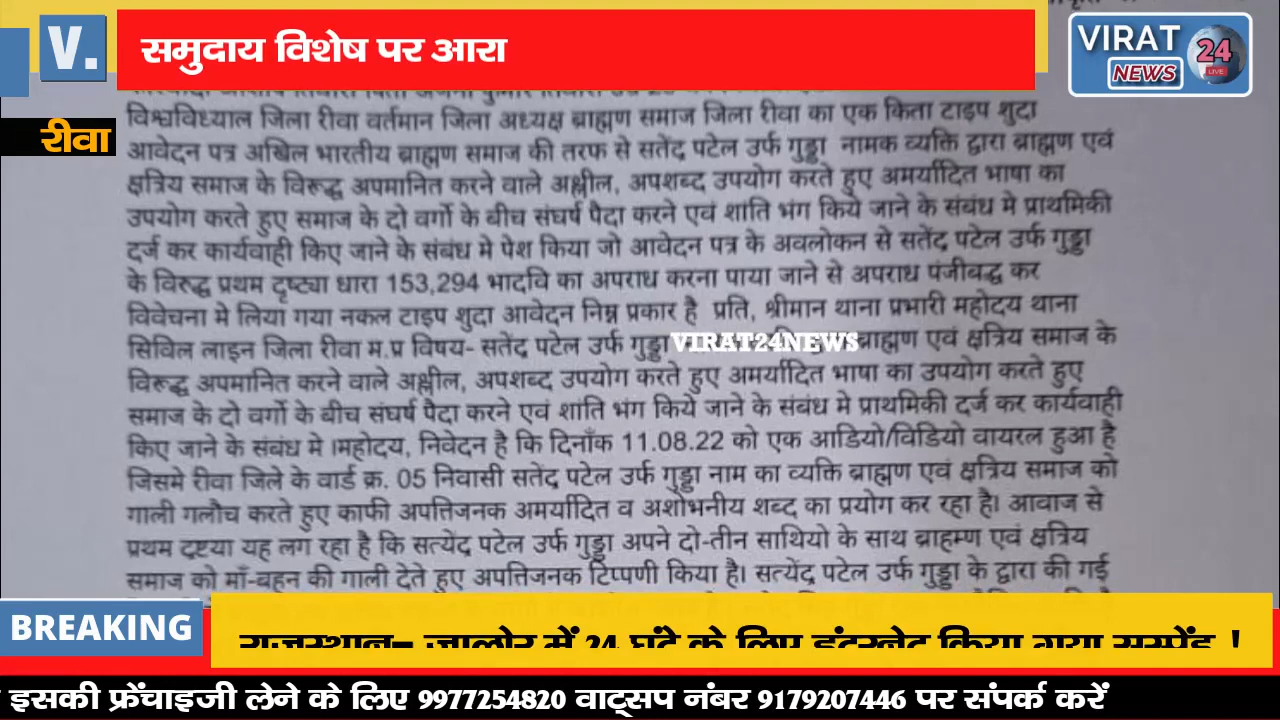 V.
समुदाय विशेष पर आरा
VIRAT 24
NEWS LIVE
रीवा
विश्वविध्याल जिला रीवा वर्तमान जिला अध्यक्ष ब्राह्मण समाज जिला रीवा का एक किता टाइप शुदा
आवेदन पत्र अखिल भारतीय ब्राह्मण समाज की तरफ से सतेंद्र पटेल उर्फ गुड्डा नामक व्यक्ति द्वारा ब्राह्मण एवं
क्षत्रिय समाज के विरूद्ध अपमानित करने वाले अश्लील, अपशब्द उपयोग करते हुए अमर्यादित भाषा का
उपयोग करते हुए समाज के दो वर्गो के बीच संघर्ष पैदा करने एवं शाति भंग किये जाने के संबंध मे प्राथमिकी
दर्ज कर कार्यवाही किए जाने के संबंध मे पेश किया जो आवेदन पत्र के अवलोकन से सतेंद्र पटेल उर्फ गुड्डा
के विरुद्ध प्रथम दृष्ट्या धारा 153,294 भादवि का अपराध करना पाया जाने से अपराध पंजीबद्ध कर
विवेचना मे लिया गया नकल टाइप शुदा आवेदन निम्न प्रकार है प्रति, श्रीमान थाना प्रभारी महोदय थाना
सिविल लाइन जिला रीवा म.प्र विषय- सतेंद्र पटेल उर्फ गुड्डा ब्राह्मण एवं क्षत्रिय समाज के
VIRAT24NEWS
विरूद्ध अपमानित करने वाले अश्लील, अपशब्द उपयोग करते हुए अमर्यादित भाषा का उपयोग करते हुए
समाज के दो वर्गो के बीच संघर्ष पैदा करने एवं शांति भंग किये जाने के संबंध मे प्राथमिकी दर्ज कर कार्यवाही
किए जाने के संबंध मे ।महोदय, निवेदन है कि दिनाँक 11.08.22 को एक आडियो/विडियो वायरल हुआ है
जिसमे रीवा जिले के वार्ड क्र. 05 निवासी सतेंद्र पटेल उर्फ गुड्डा नाम का व्यक्ति ब्राह्मण एवं क्षत्रिय समाज को
गाली गलौच करते हुए काफी अपत्तिजनक अमर्यादित व अशोभनीय शब्द का प्रयोग कर रहा है। आवाज से
प्रथम द्रष्टया यह लग रहा है कि सत्येंद्र पटेल उर्फ गुड्डा अपने दो-तीन साथियो के साथ ब्राहम्ण एवं क्षत्रिय
समाज को माँ-बहन की गाली देते हुए अपत्तिजनक टिप्पणी किया है। सत्येंद्र पटेल उर्फ गुड्डा के द्वारा की गई
BREAKING
राजस्थान- जालोर में 24 घंटे के लिए इंटरनेट किया गया सस्पेंड !
इसकी फ्रेंचाइजी लेने के लिए 9977254820 वाट्सप नंबर 9179207446 पर संपर्क करें